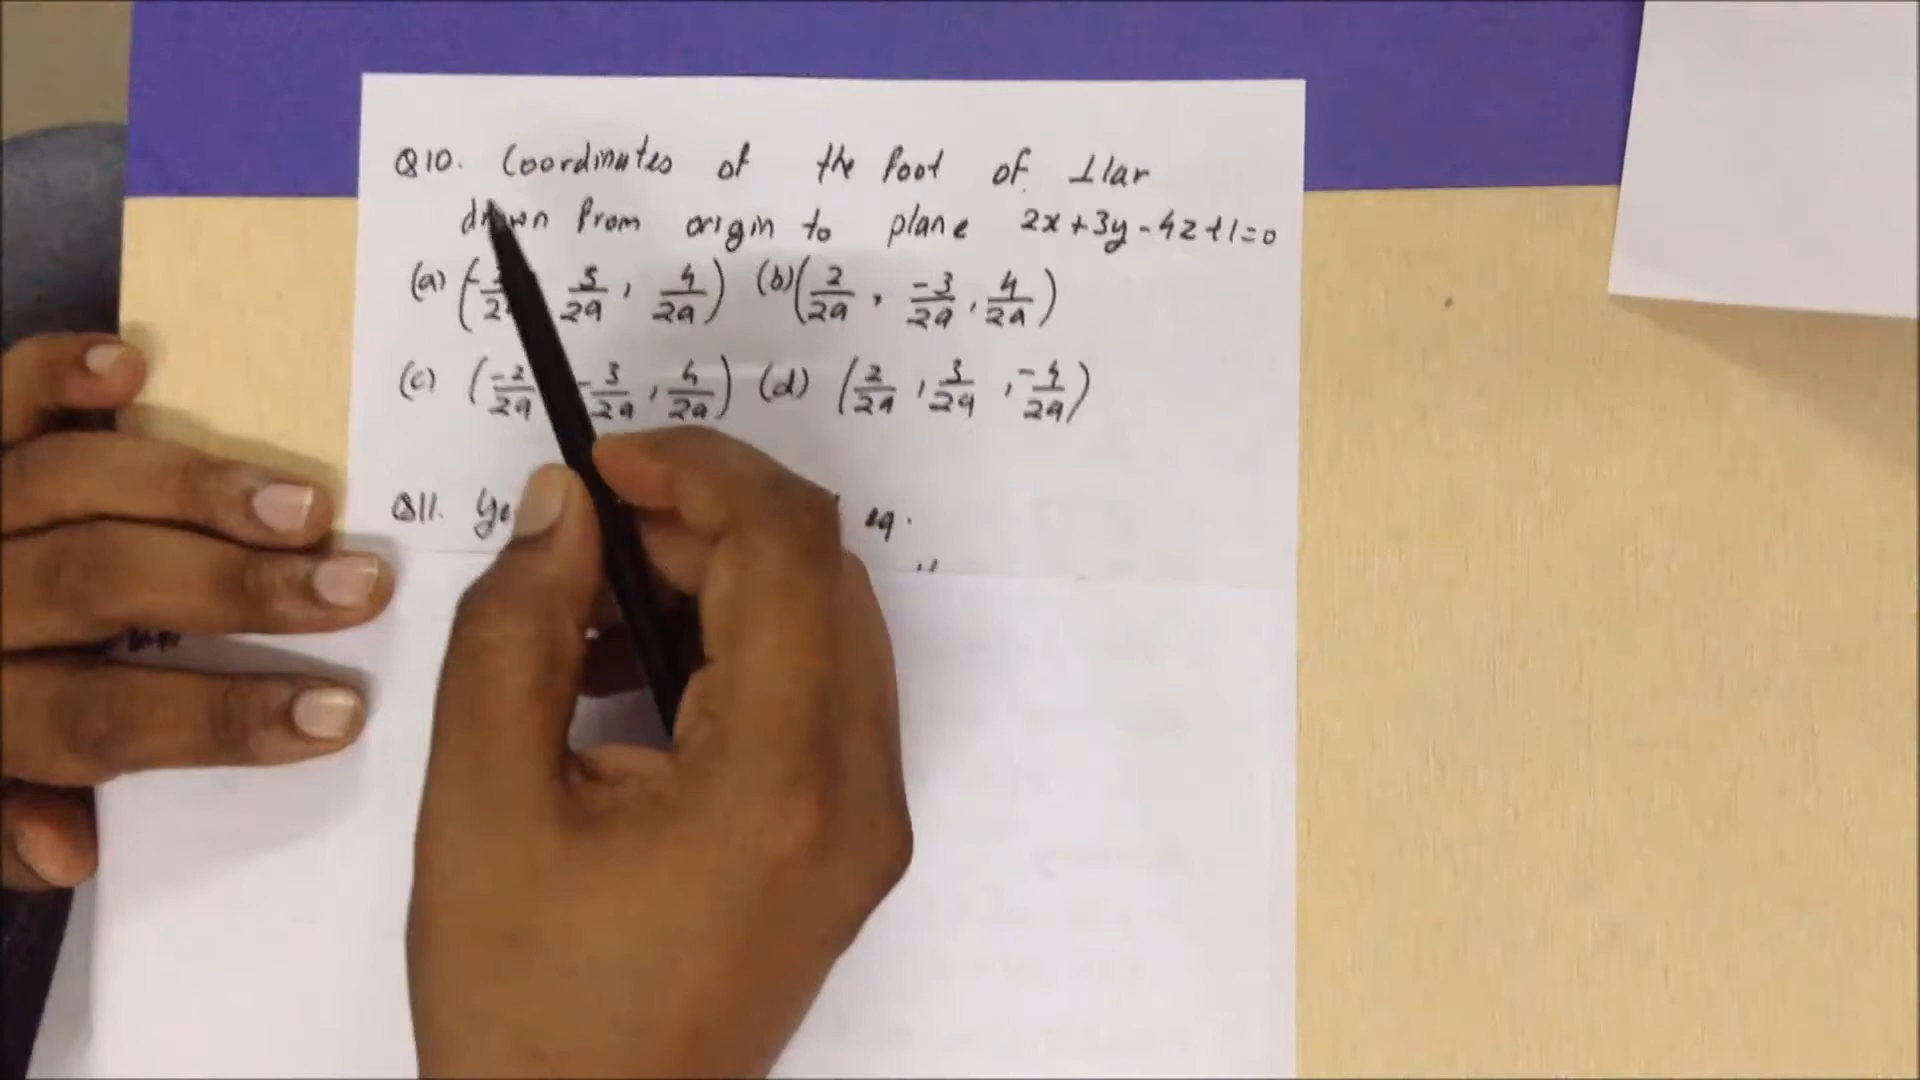 Q10. Coordinates of the foot of ⊥lar
drawn from origin to plane 2x+3y-4z+1=0
(a) 3/29, 4/29) (b) (2/29, -3/29, 4/29)
(c) (-2/29, -3/29, 4/29) (d) (2/29, 3/29, -4/29)
Q11. eq.